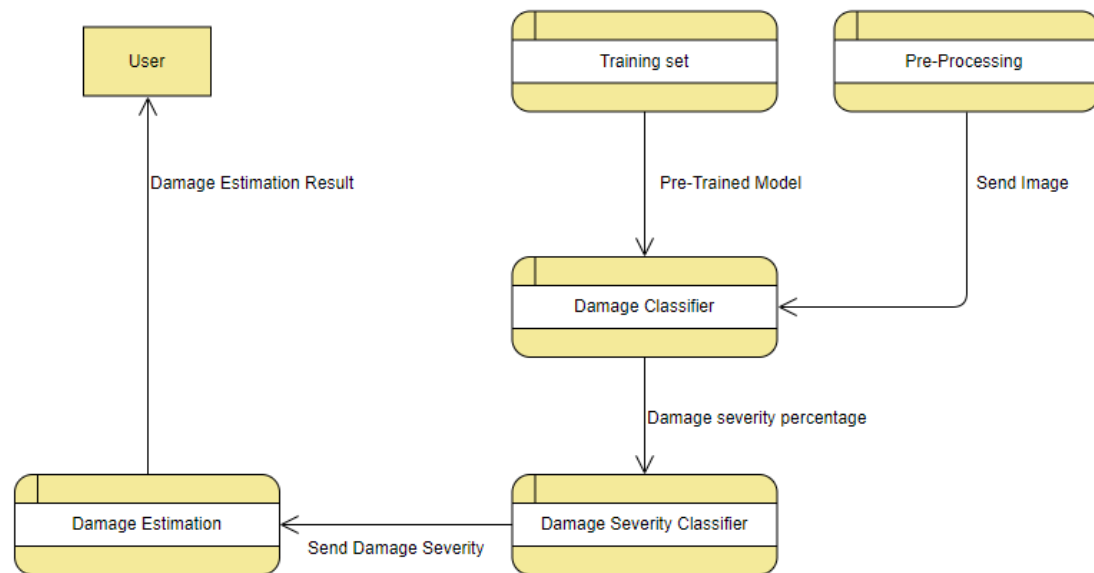 User
Training set
Pre-Processing
Damage Estimation Result
Pre-Trained Model
Send Image
Damage Classifier
Damage severity percentage
Damage Estimation
Damage Severity Classifier
Send Damage Severity